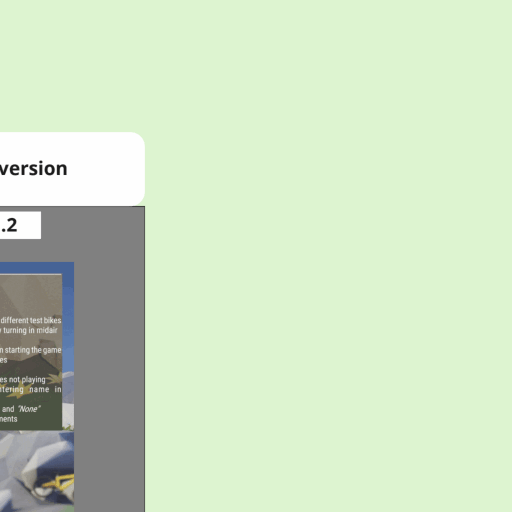 version
.2
different test bikes
turning in midair
starting the game
es
es not playing
name in
and "None"
ments